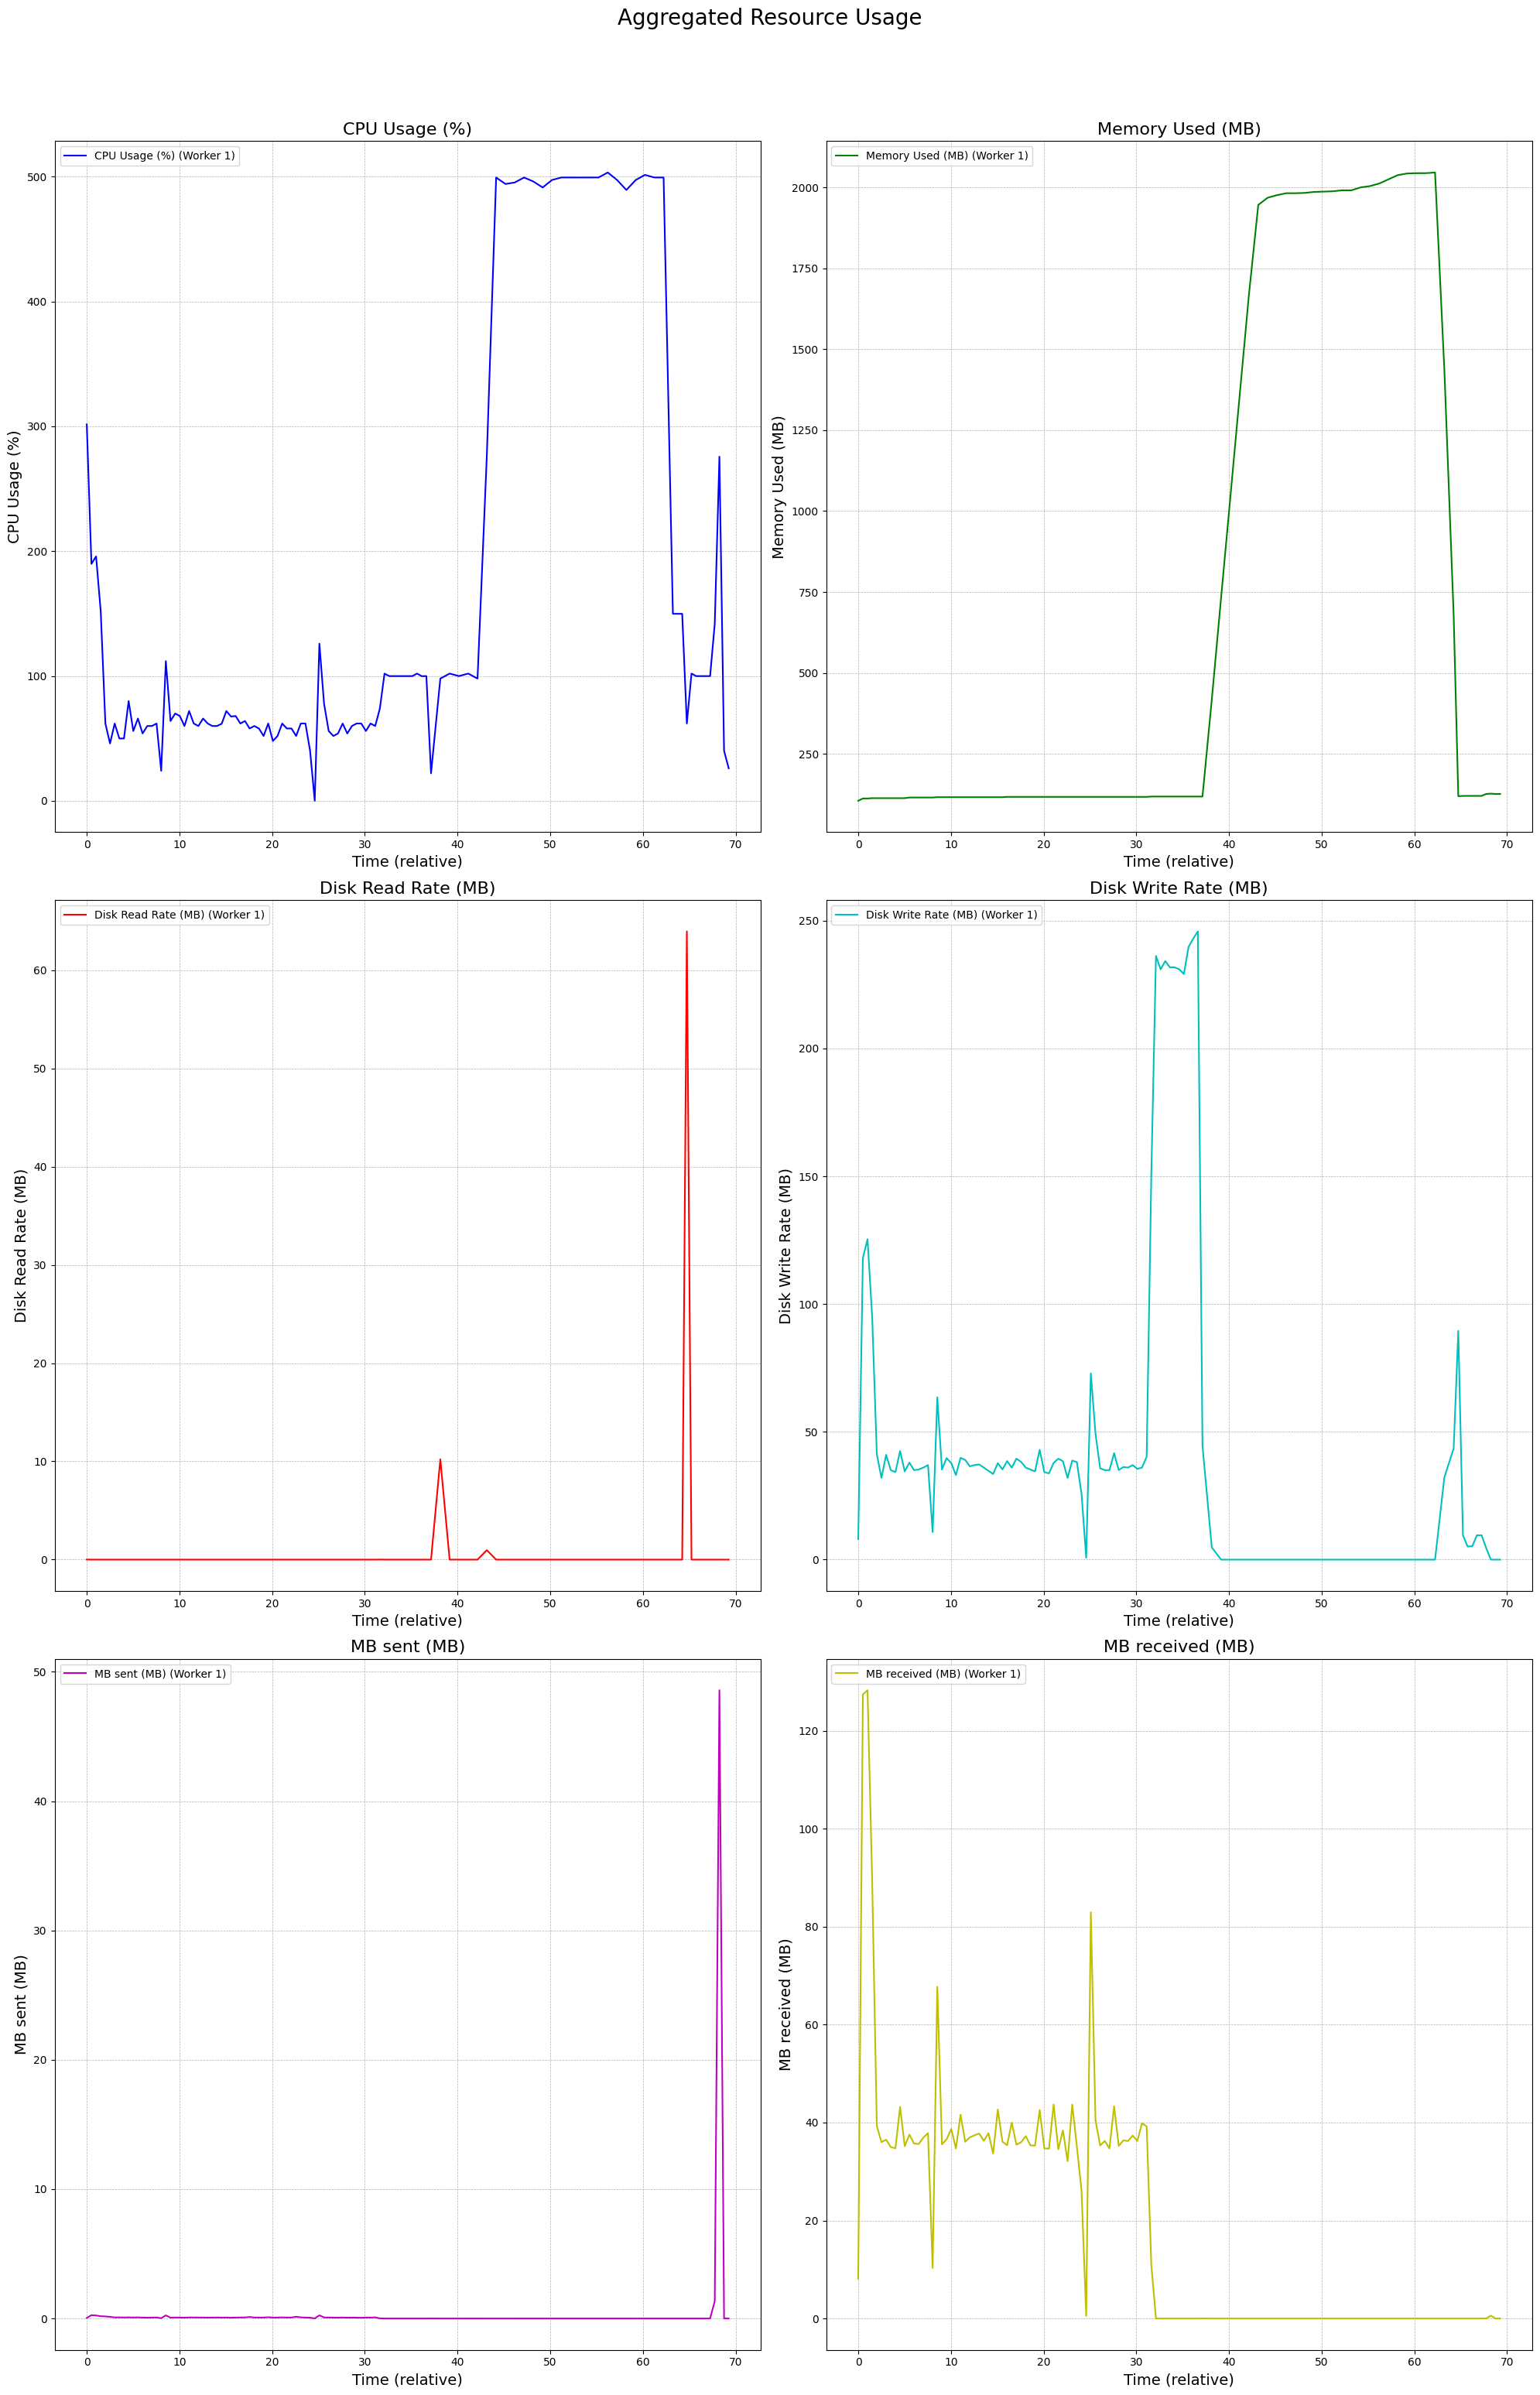 Aggregated Resource Usage
CPU Usage (%)
CPU Usage (%) (Worker 1)
CPU Usage (%)
500
400
300
200
100
0
0 10 20 30 40 50 60 70
Time (relative)
Memory Used (MB)
Memory Used (MB) (Worker 1)
Memory Used (MB)
2000
1750
1500
1250
1000
750
500
250
0 10 20 30 40 50 60 70
Time (relative)
Disk Read Rate (MB)
Disk Read Rate (MB) (Worker 1)
Disk Read Rate (MB)
60
50
40
30
20
10
0
0 10 20 30 40 50 60 70
Time (relative)
Disk Write Rate (MB)
Disk Write Rate (MB) (Worker 1)
Disk Write Rate (MB)
250
200
150
100
50
0
0 10 20 30 40 50 60 70
Time (relative)
MB sent (MB)
MB sent (MB) (Worker 1)
MB sent (MB)
50
40
30
20
10
0
0 10 20 30 40 50 60 70
Time (relative)
MB received (MB)
MB received (MB) (Worker 1)
MB received (MB)
120
100
80
60
40
20
0
0 10 20 30 40 50 60 70
Time (relative)